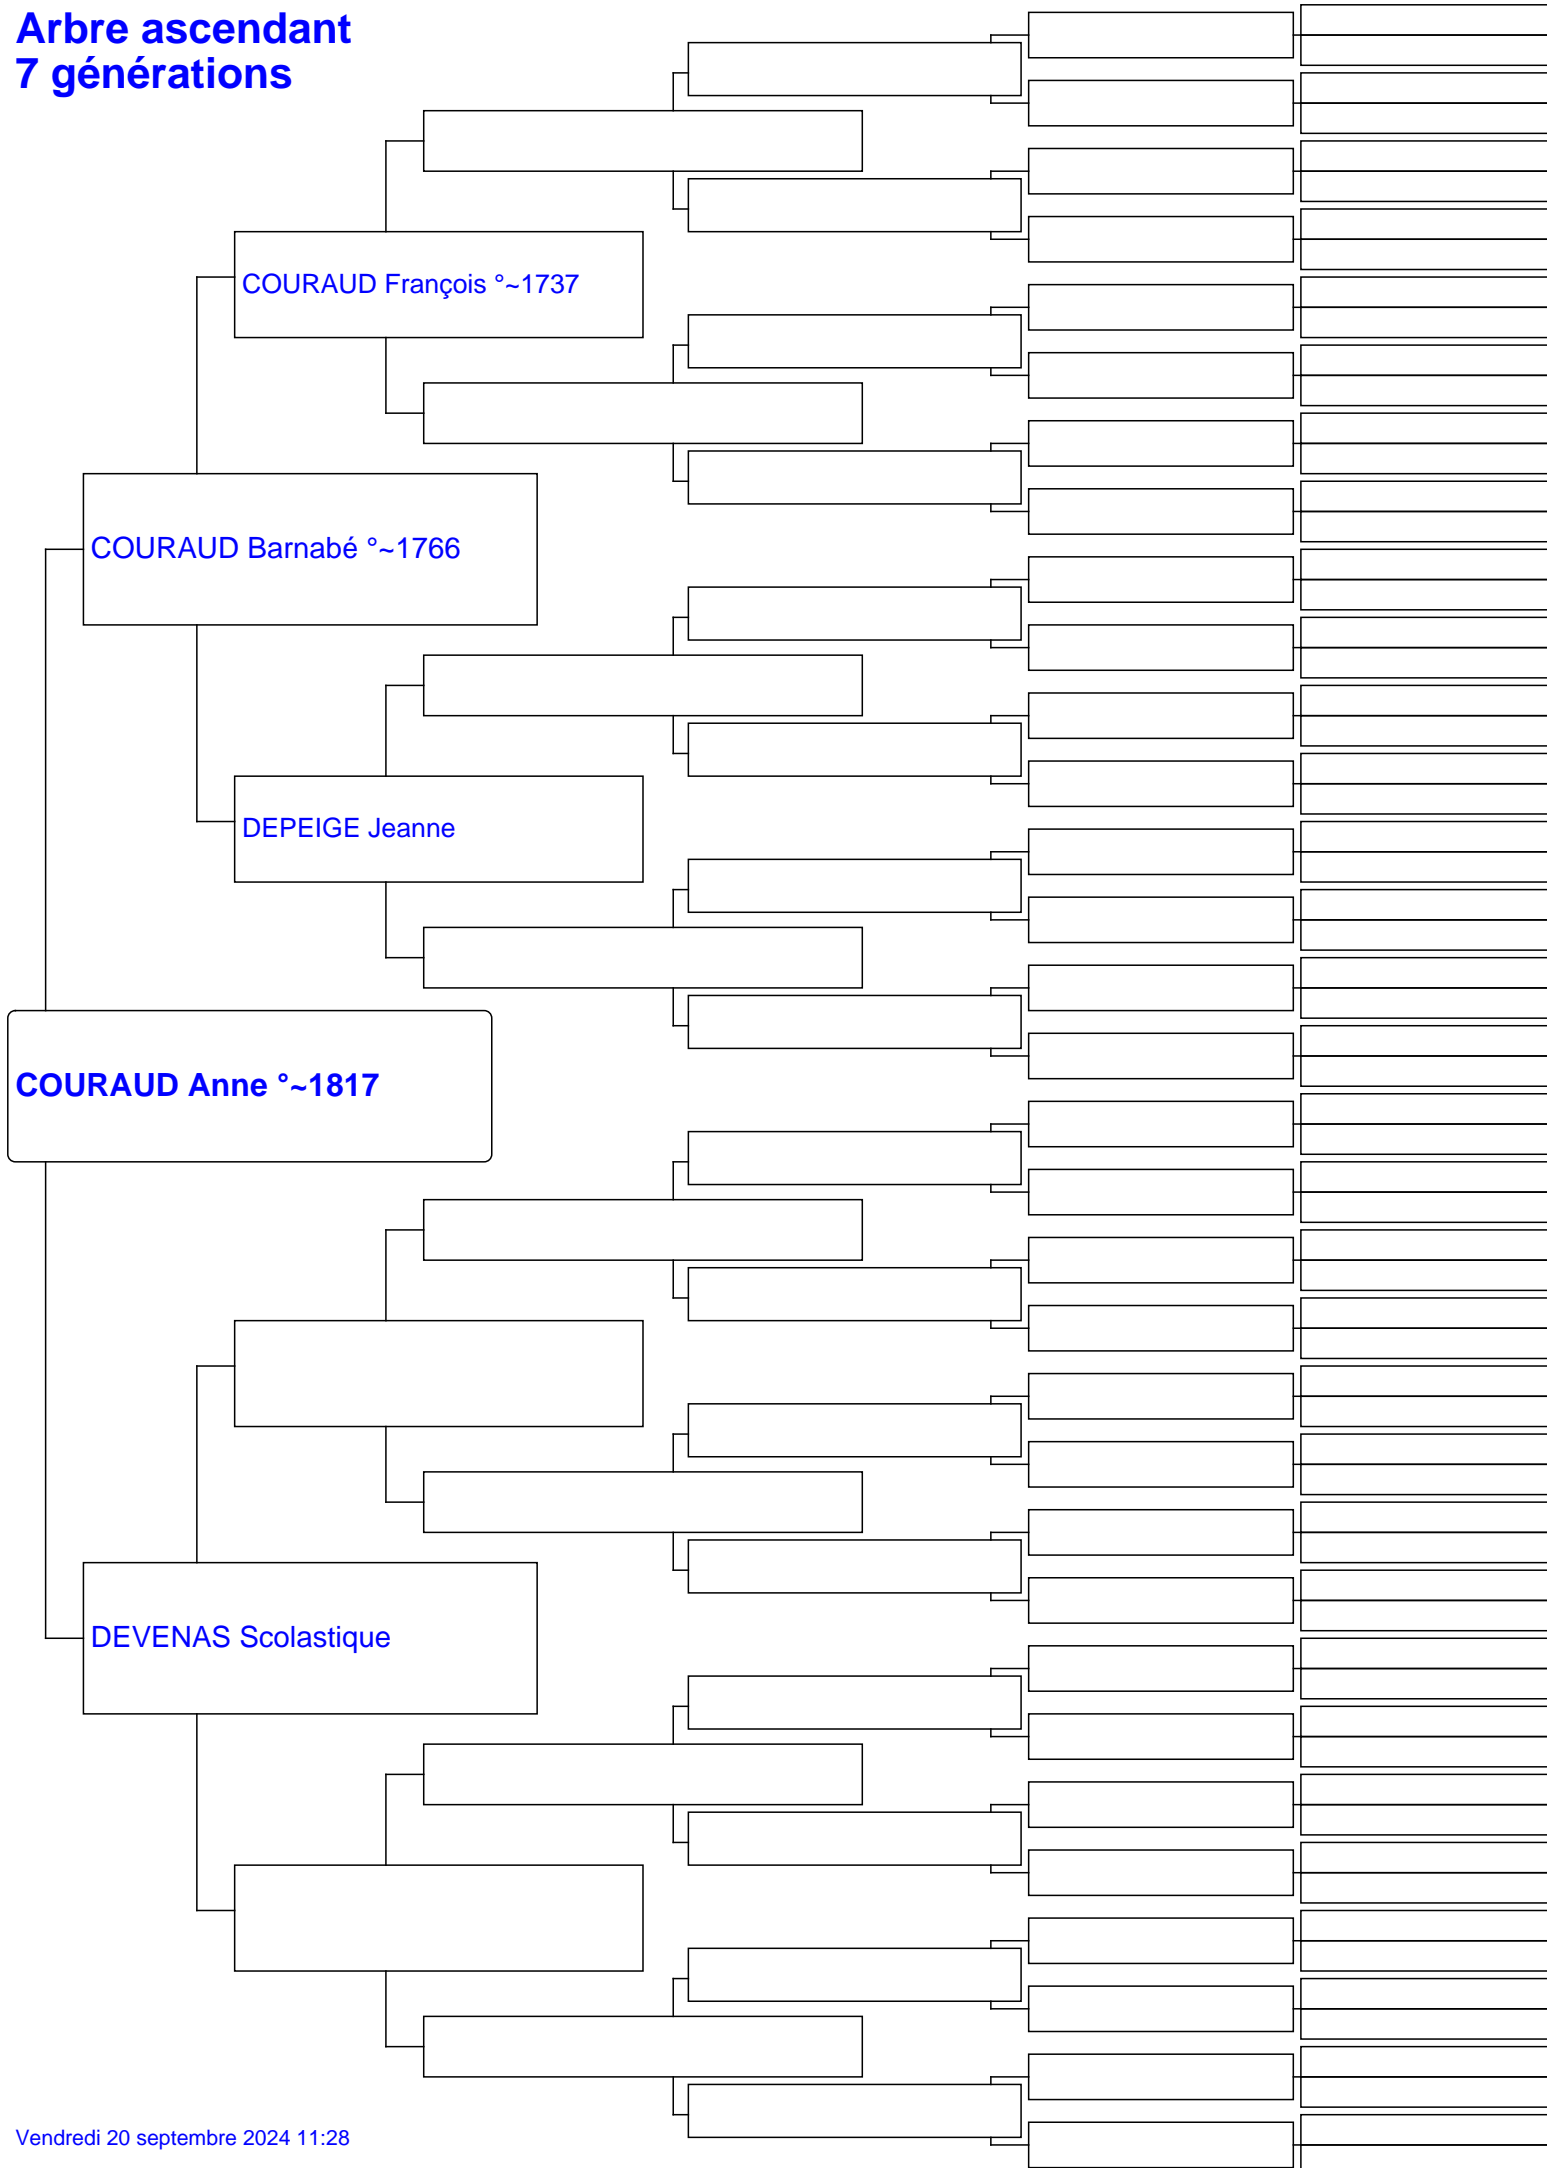 Arbre ascendant
7 générations
COURAUD François °~1737
COURAUD Barnabé °~1766
DEPEIGE Jeanne
COURAUD Anne °~1817
DEVENAS Scolastique
Vendredi 20 septembre 2024 11:28